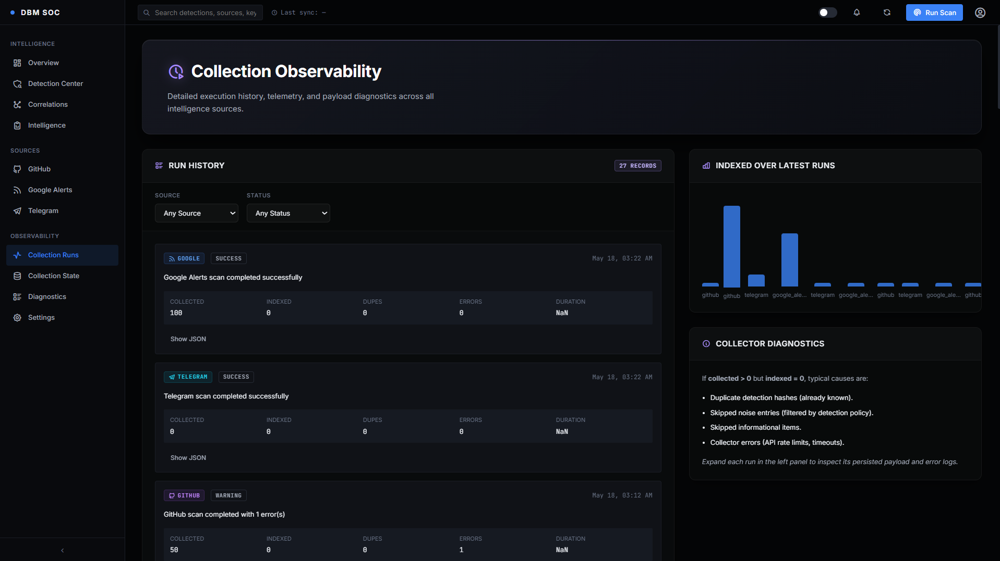 DBM SOC
Search detections, sources, key
Last sync: —
Run Scan
INTELLIGENCE
Overview
Detection Center
Correlations
Intelligence
SOURCES
GitHub
Google Alerts
Telegram
OBSERVABILITY
Collection Runs
Collection State
Diagnostics
Settings
Collection Observability
Detailed execution history, telemetry, and payload diagnostics across all
intelligence sources.
RUN HISTORY
27 RECORDS
SOURCE
STATUS
Any Source
Any Status
GOOGLE
SUCCESS
May 18, 03:22 AM
Google Alerts scan completed successfully
COLLECTED INDEXED DUPES ERRORS DURATION
100 0 0 0 NaN
Show JSON
TELEGRAM
SUCCESS
May 18, 03:22 AM
Telegram scan completed successfully
COLLECTED INDEXED DUPES ERRORS DURATION
0 0 0 0 NaN
Show JSON
GITHUB
WARNING
May 18, 03:12 AM
GitHub scan completed with 1 error(s)
COLLECTED INDEXED DUPES ERRORS DURATION
50 0 0 1 NaN
INDEXED OVER LATEST RUNS
github github telegram google_ale... telegram google_ale... github telegram google_ale... github
COLLECTOR DIAGNOSTICS
If collected > 0 but indexed = 0, typical causes are:
• Duplicate detection hashes (already known).
• Skipped noise entries (filtered by detection policy).
• Skipped informational items.
• Collector errors (API rate limits, timeouts).
Expand each run in the left panel to inspect its persisted payload and error logs.